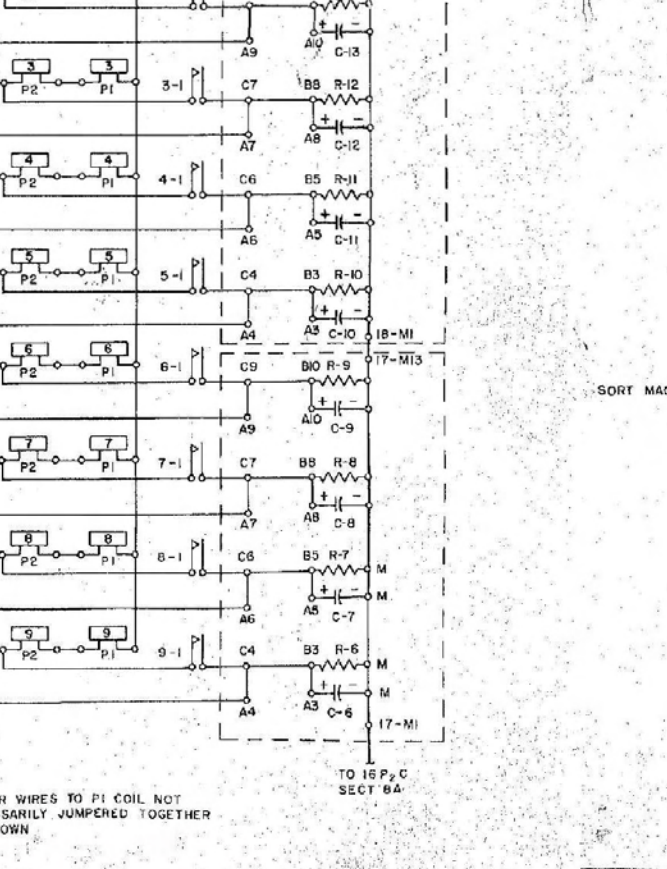 A9 A10 C-13
3 3 3-1 C7 B8 R-12
P2 P1
+ -
A7 A8 C-12
4 4 4-1 C6 B5 R-11
P2 P1
+ -
A6 A5 C-11
5 5 5-1 C4 B3 R-10
P2 P1
+ -
A4 A3 C-10 18-M1
17-M13
6 6 6-1 C9 B10 R-9
P2 P1
+ -
SORT MAG
A9 A10 C-9
7 7 7-1 C7 B8 R-8
P2 P1
+ -
A7 A8 C-8
8 8 8-1 C6 B5 R-7 M
P2 P1
+ - M
A6 A5 C-7
9 9 9-1 C4 B3 R-6 M
P2 P1
+ - M
A4 A3 C-6
17-M1
TO 16 P2 C
SECT 8A
R WIRES TO P1 COIL NOT
SARILY JUMPERED TOGETHER
OWN